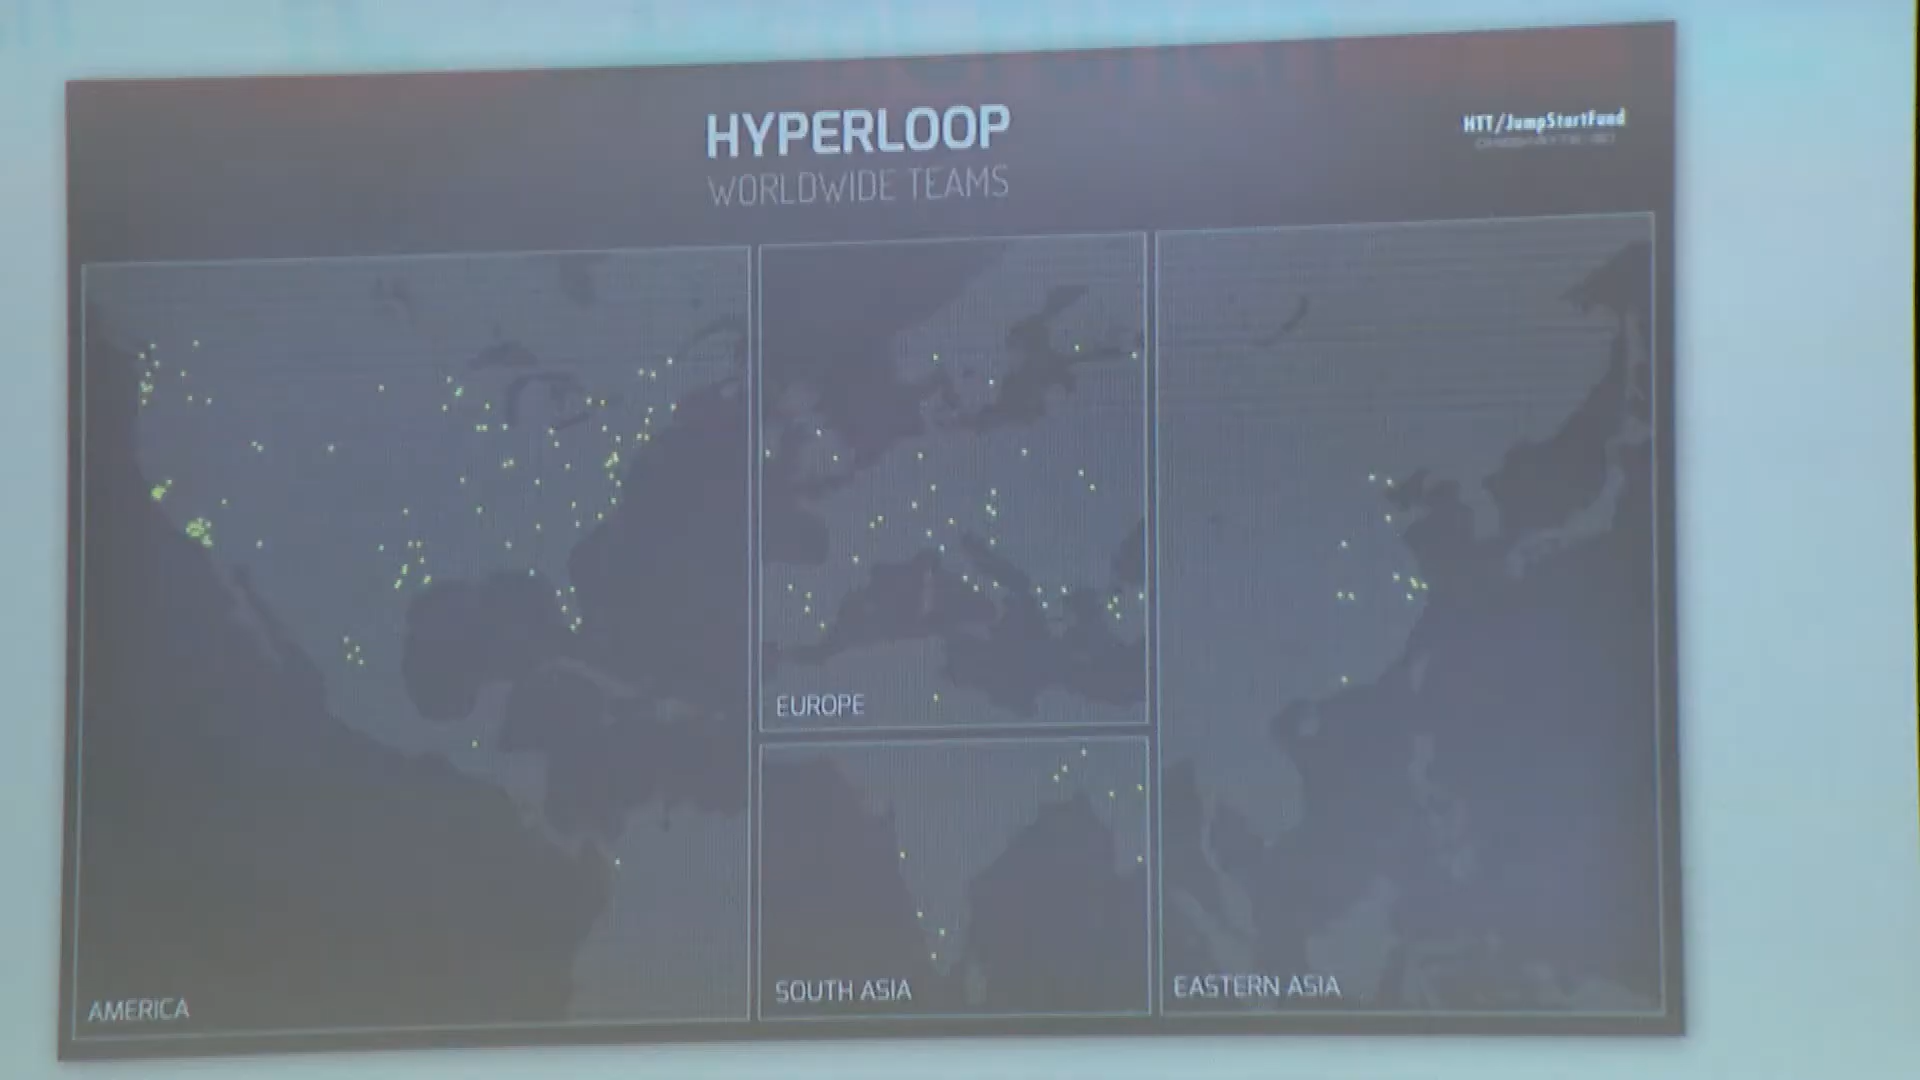 HYPERLOOP
WORLDWIDE TEAMS
HTT/JumpStartFund
AMERICA
EUROPE
SOUTH ASIA
EASTERN ASIA